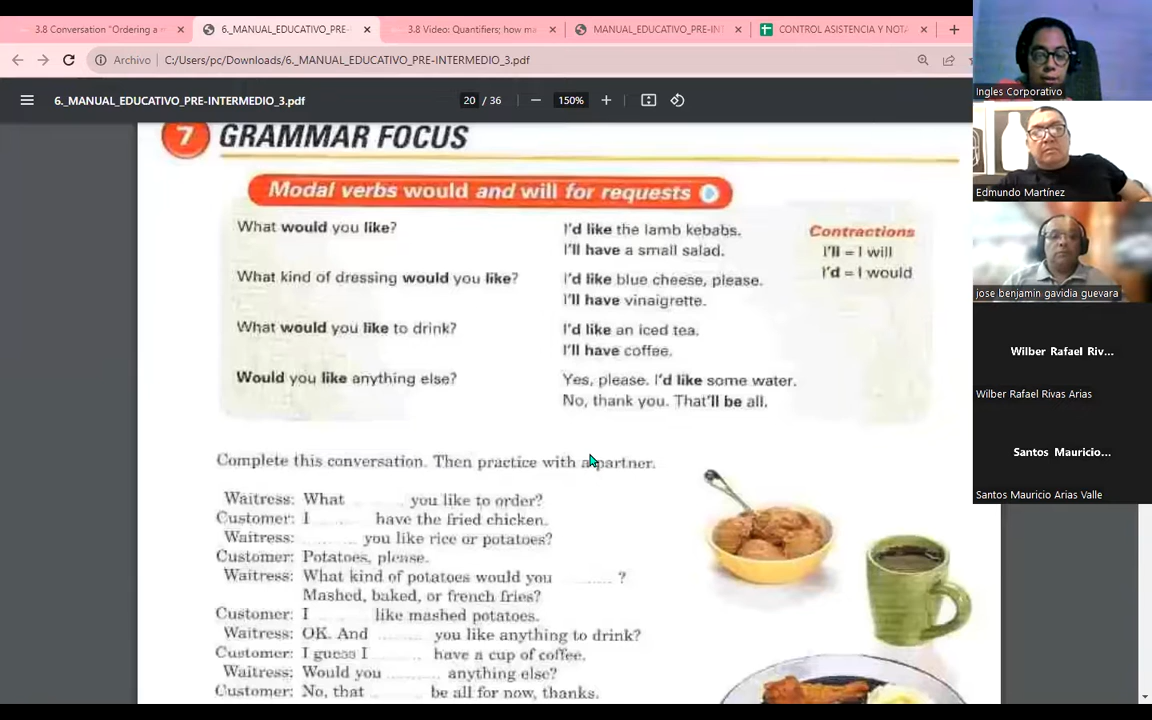 3.8 Conversation "Ordering a
6._MANUAL_EDUCATIVO_PRE-
3.8 Video: Quantifiers; how ma
MANUAL_EDUCATIVO_PRE-INT
CONTROL ASISTENCIA Y NOTA
Archivo
C:/Users/pc/Downloads/6._MANUAL_EDUCATIVO_PRE-INTERMEDIO_3.pdf
6._MANUAL_EDUCATIVO_PRE-INTERMEDIO_3.pdf
20 / 36
150%
7 GRAMMAR FOCUS
Modal verbs would and will for requests
What would you like?
I'd like the lamb kebabs.
I'll have a small salad.
What kind of dressing would you like?
I'd like blue cheese, please.
I'll have vinaigrette.
What would you like to drink?
I'd like an iced tea.
I'll have coffee.
Would you like anything else?
Yes, please. I'd like some water.
No, thank you. That'll be all.
Contractions
I'll = I will
I'd = I would
Complete this conversation. Then practice with a partner.
Waitress: What ........ you like to order?
Customer: I ........ have the fried chicken.
Waitress: ........ you like rice or potatoes?
Customer: Potatoes, please.
Waitress: What kind of potatoes would you ........ ?
Mashed, baked, or french fries?
Customer: I ........ like mashed potatoes.
Waitress: OK. And ........ you like anything to drink?
Customer: I guess I ........ have a cup of coffee.
Waitress: Would you ........ anything else?
Customer: No, that ........ be all for now, thanks.
Ingles Corporativo
Edmundo Martínez
jose benjamin gavidia guevara
Wilber Rafael Riv...
Wilber Rafael Rivas Arias
Santos Mauricio...
Santos Mauricio Arias Valle